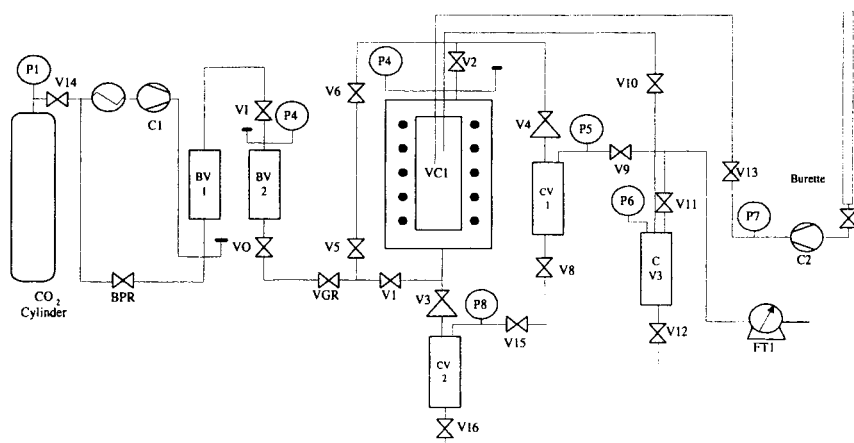 P1
V14
C1
BPR
CO2
Cylinder
BV
1
VI
P4
BV
2
VO
VGR
V6
V5
V1
P4
V2
VC1
V3
P8
V15
CV
2
V16
V4
P5
CV
1
V8
V9
V10
P6
V11
C
V3
V12
V13
P7
C2
Burette
FT1